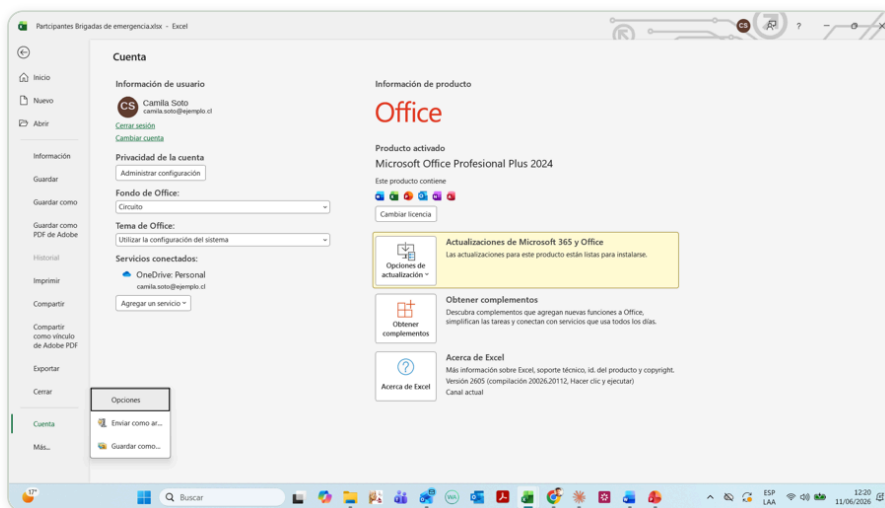 Partcipantes Brigadas de emergencia.xlsx - Excel
CS
?
Inicio
Nuevo
Abrir
Información
Guardar
Guardar como
Guardar como
PDF de Adobe
Historial
Imprimir
Compartir
Compartir
como vínculo
de Adobe PDF
Exportar
Cerrar
Cuenta
Más...
Opciones
Enviar como ar...
Guardar como...
Cuenta
Información de usuario
CS
Camila Soto
camila.soto@ejemplo.cl
Cerrar sesión
Cambiar cuenta
Privacidad de la cuenta
Administrar configuración
Fondo de Office:
Circuito
Tema de Office:
Utilizar la configuración del sistema
Servicios conectados:
OneDrive: Personal
camila.soto@ejemplo.cl
Agregar un servicio
Información de producto
Office
Producto activado
Microsoft Office Profesional Plus 2024
Este producto contiene
Cambiar licencia
Opciones de
actualización
Actualizaciones de Microsoft 365 y Office
Las actualizaciones para este producto están listas para instalarse.
Obtener
complementos
Obtener complementos
Descubra complementos que agregan nuevas funciones a Office,
simplifican las tareas y conectan con servicios que usa todos los días.
Acerca de Excel
Acerca de Excel
Más información sobre Excel, soporte técnico, id. del producto y copyright.
Versión 2605 (compilación 20026.20112, Hacer clic y ejecutar)
Canal actual
17°
Buscar
ESP
LAA
12:20
11/06/2026